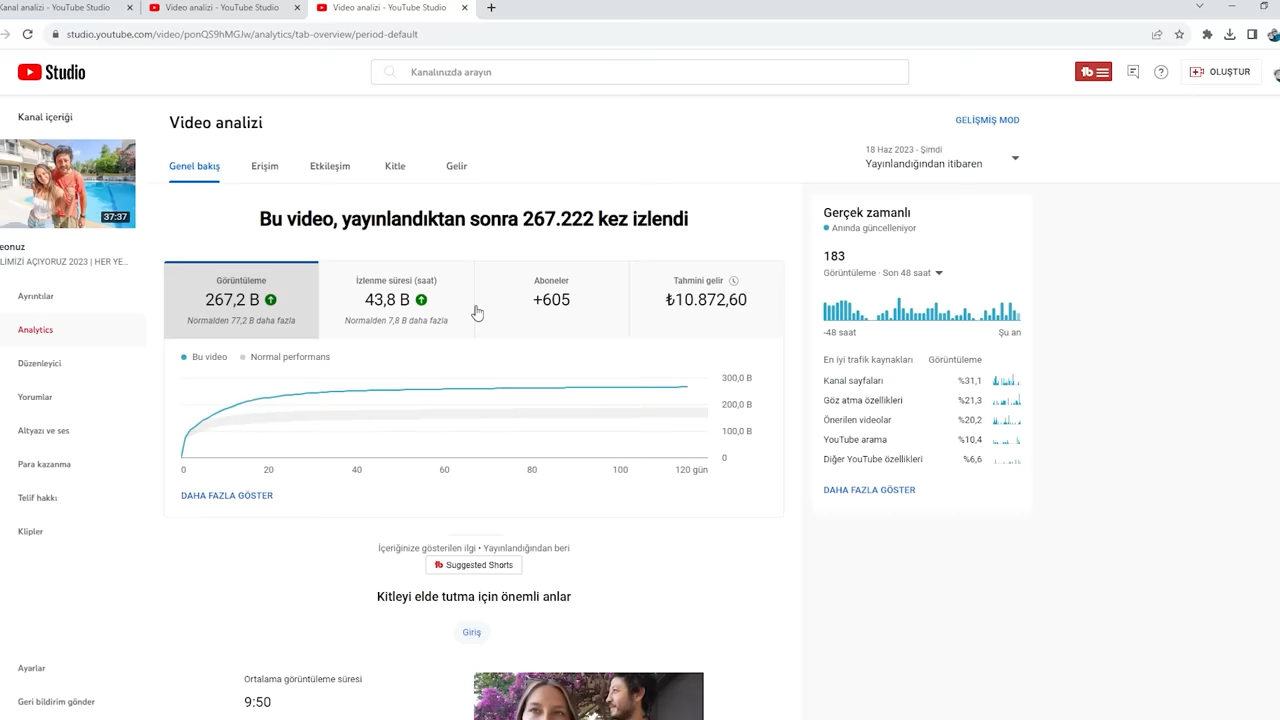 Kanal analizi - YouTube Studio
Video analizi - YouTube Studio
Video analizi - YouTube Studio
studio.youtube.com/video/ponQS9hMGJw/analytics/tab-overview/period-default
Studio
Kanalınızda arayın
OLUŞTUR
Kanal içeriği
37:37
eonuz
LİMİZİ AÇIYORUZ 2023 | HER YE...
Ayrıntılar
Analytics
Düzenleyici
Yorumlar
Altyazı ve ses
Para kazanma
Telif hakkı
Klipler
Ayarlar
Geri bildirim gönder
Video analizi
GELİŞMİŞ MOD
Genel bakış
Erişim
Etkileşim
Kitle
Gelir
18 Haz 2023 - Şimdi
Yayınlandığından itibaren
Bu video, yayınlandıktan sonra 267.222 kez izlendi
Görüntüleme
267,2 B
Normalden 77,2 B daha fazla
İzlenme süresi (saat)
43,8 B
Normalden 7,8 B daha fazla
Aboneler
+605
Tahmini gelir
₺10.872,60
Bu video
Normal performans
300,0 B
200,0 B
100,0 B
0
0 20 40 60 80 100 120 gün
DAHA FAZLA GÖSTER
İçeriğinize gösterilen ilgi • Yayınlandığından beri
Suggested Shorts
Kitleyi elde tutma için önemli anlar
Giriş
Ortalama görüntüleme süresi
9:50
Gerçek zamanlı
Anında güncelleniyor
183
Görüntüleme · Son 48 saat
-48 saat
Şu an
En iyi trafik kaynakları Görüntüleme
Kanal sayfaları %31,1
Göz atma özellikleri %21,3
Önerilen videolar %20,2
YouTube arama %10,4
Diğer YouTube özellikleri %6,6
DAHA FAZLA GÖSTER